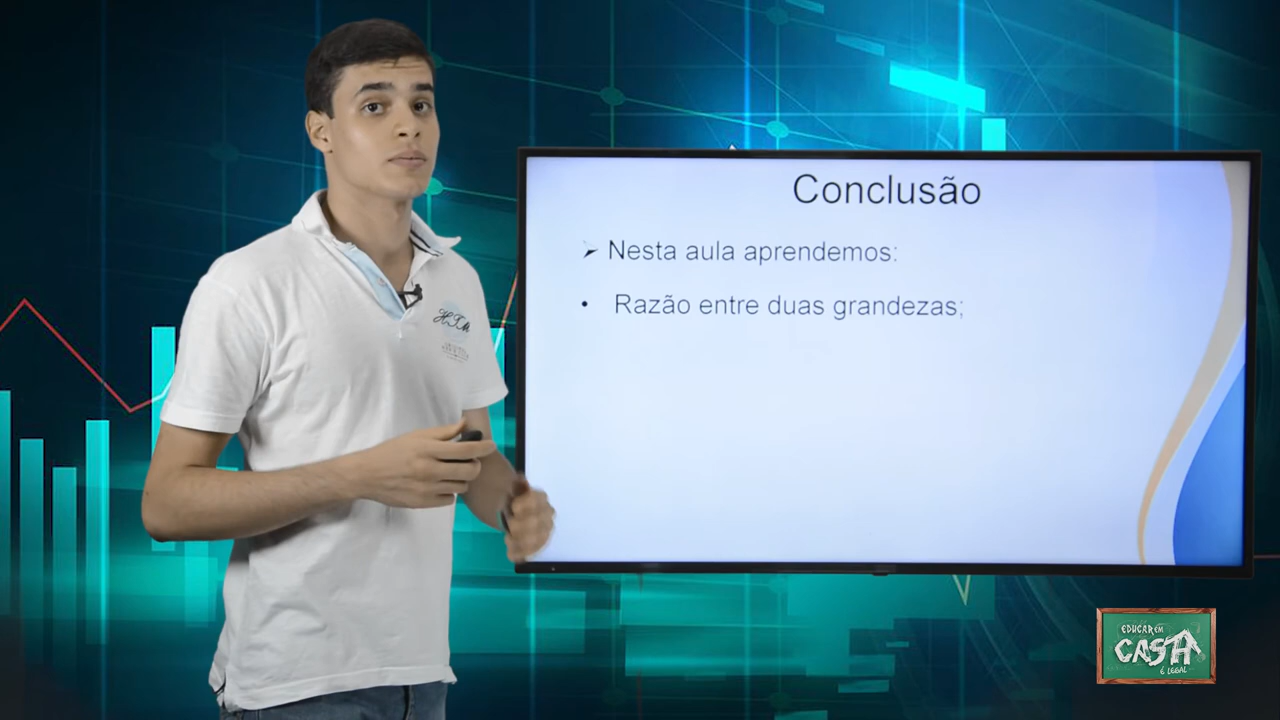 Conclusão
➢ Nesta aula aprendemos:
• Razão entre duas grandezas;
EDUCAR EM
CASA
É LEGAL